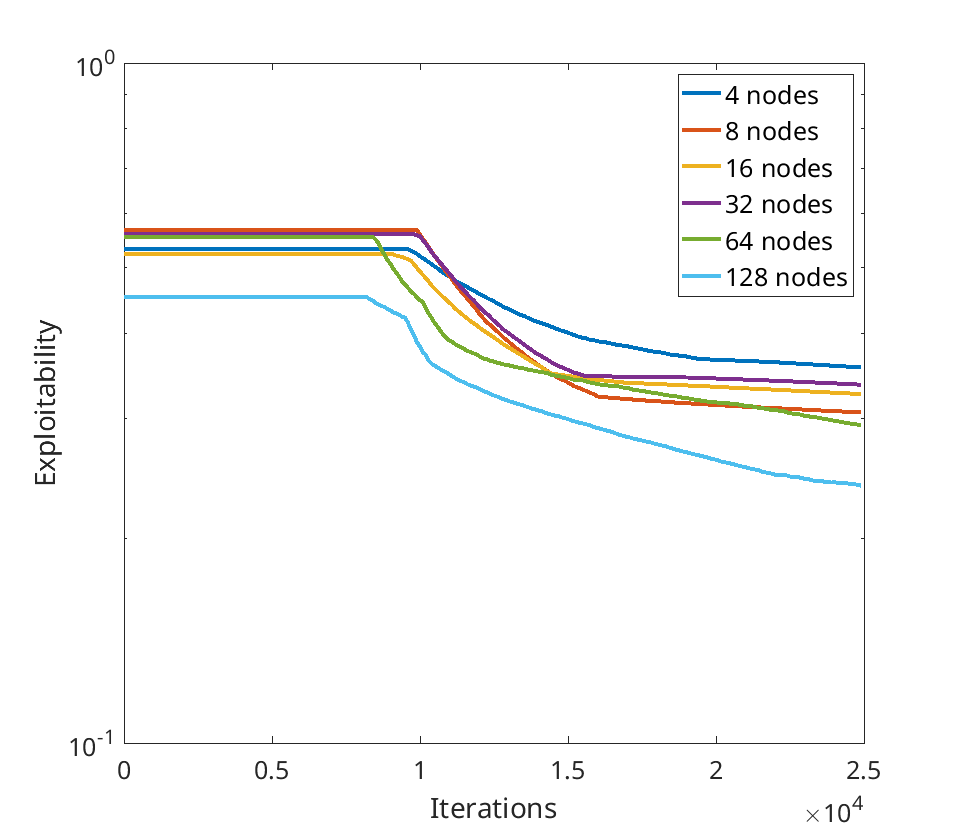 10^0
4 nodes
8 nodes
16 nodes
32 nodes
64 nodes
128 nodes
Exploitability
10^-1
0
0.5
1
1.5
2
2.5
Iterations
×10^4